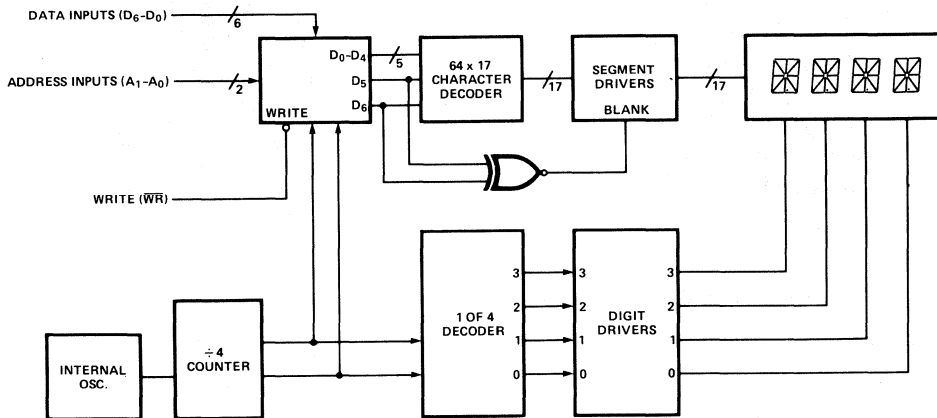 DATA INPUTS (D6-D0)
6
ADDRESS INPUTS (A1-A0)
2
WRITE
D0-D4
D5
D6
5
64 x 17
CHARACTER
DECODER
17
SEGMENT
DRIVERS
BLANK
17
WRITE (WR)
INTERNAL
OSC.
÷4
COUNTER
1 OF 4
DECODER
3
2
1
0
3
2
1
0
DIGIT
DRIVERS
3
2
1
0